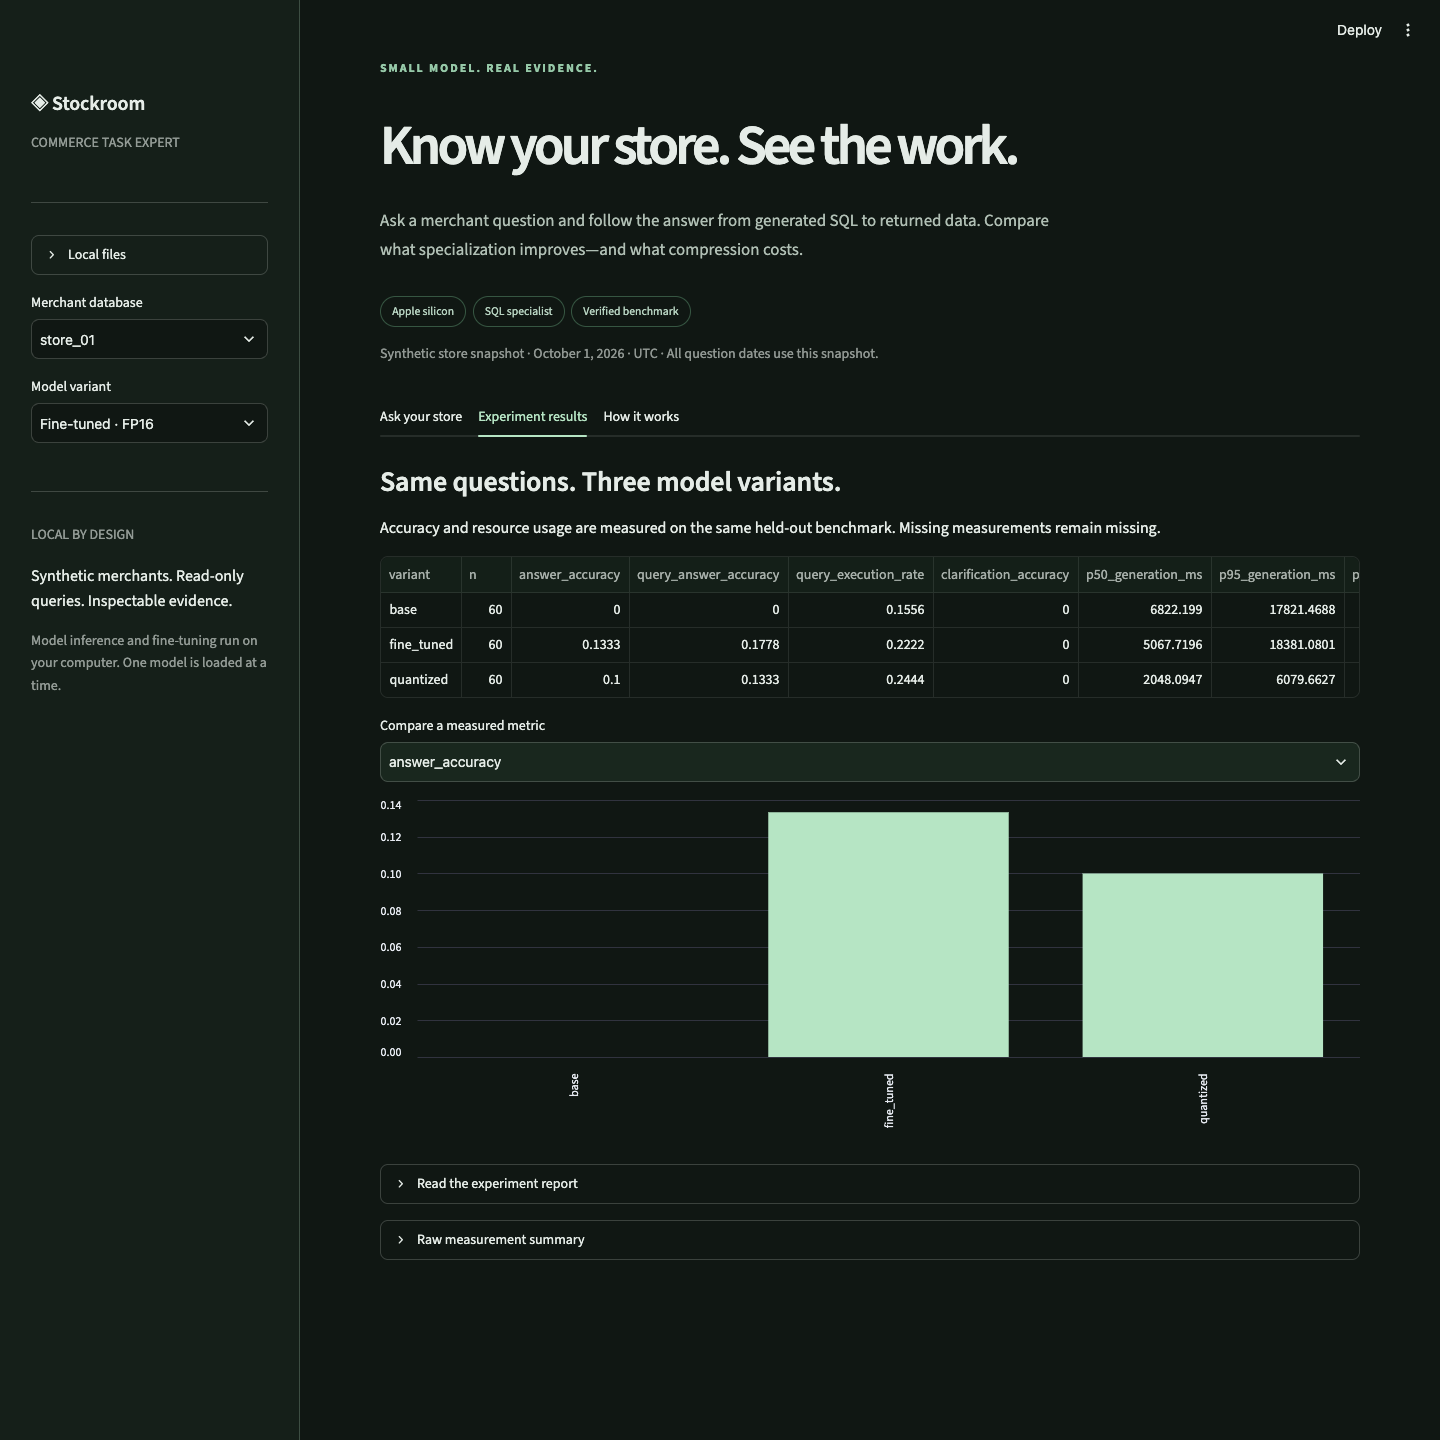 Deploy
◈ Stockroom
COMMERCE TASK EXPERT
Local files
Merchant database
store_01
Model variant
Fine-tuned · FP16
LOCAL BY DESIGN
Synthetic merchants. Read-only
queries. Inspectable evidence.
Model inference and fine-tuning run on
your computer. One model is loaded at a
time.
SMALL MODEL. REAL EVIDENCE.
Know your store. See the work.
Ask a merchant question and follow the answer from generated SQL to returned data. Compare
what specialization improves—and what compression costs.
Apple silicon SQL specialist Verified benchmark
Synthetic store snapshot · October 1, 2026 · UTC · All question dates use this snapshot.
Ask your store Experiment results How it works
Same questions. Three model variants.
Accuracy and resource usage are measured on the same held-out benchmark. Missing measurements remain missing.
variant n answer_accuracy query_answer_accuracy query_execution_rate clarification_accuracy p50_generation_ms p95_generation_ms p
base 60 0 0 0.1556 0 6822.199 17821.4688
fine_tuned 60 0.1333 0.1778 0.2222 0 5067.7196 18381.0801
quantized 60 0.1 0.1333 0.2444 0 2048.0947 6079.6627
Compare a measured metric
answer_accuracy
0.14
0.12
0.10
0.08
0.06
0.04
0.02
0.00
base
fine_tuned
quantized
Read the experiment report
Raw measurement summary